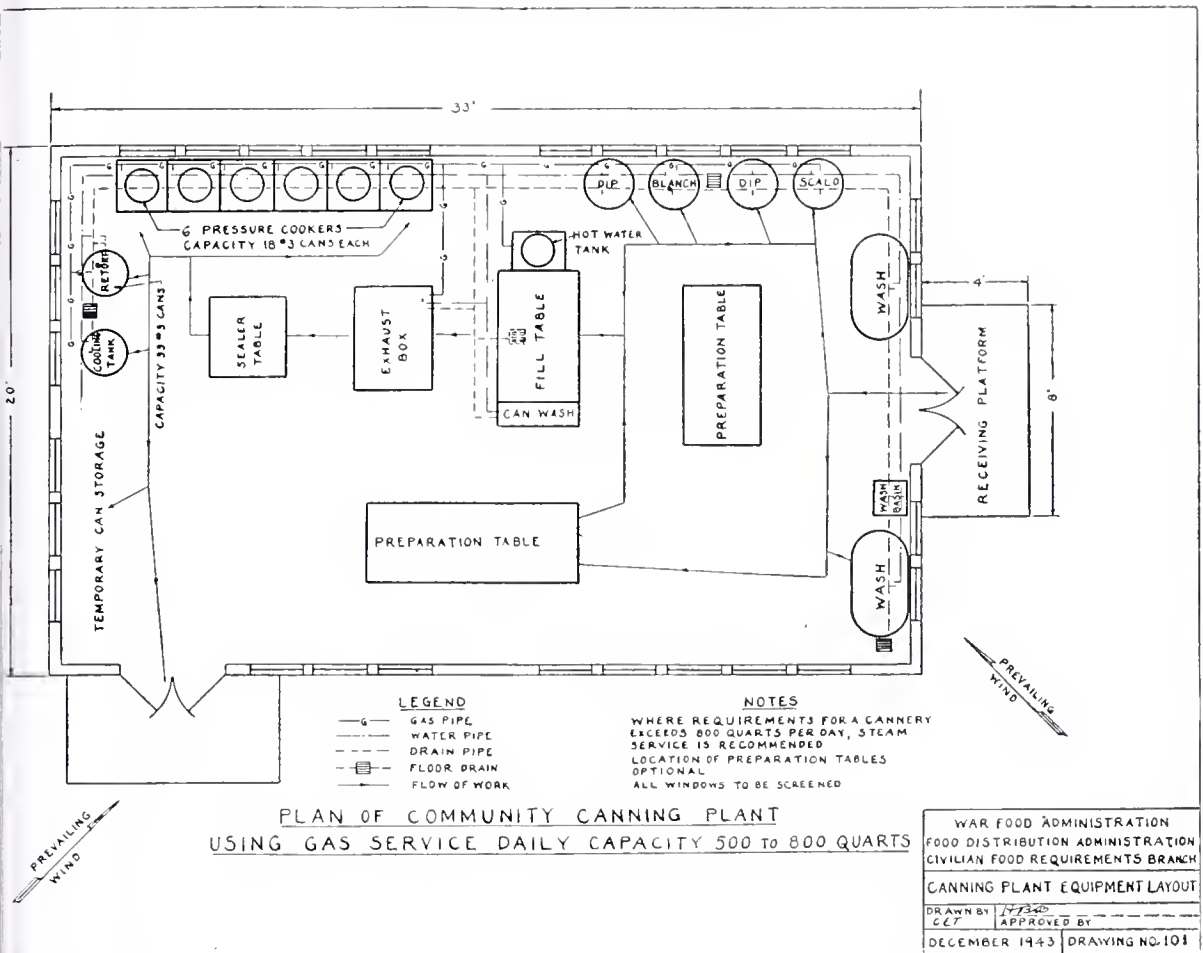 33'
DIP
BLANCH
DIP
SCALD
6 PRESSURE COOKERS
CAPACITY 18 #3 CANS EACH
HOT WATER
TANK
RETORT
CAPACITY 33 #3 CANS
COOLING
TANK
SEALER
TABLE
EXHAUST
BOX
FILL TABLE
CAN WASH
PREPARATION TABLE
WASH
4'
20'
8'
RECEIVING PLATFORM
TEMPORARY CAN STORAGE
PREPARATION TABLE
WASH
BASIN
WASH
PREVAILING
WIND
LEGEND
G GAS PIPE
WATER PIPE
DRAIN PIPE
FLOOR DRAIN
FLOW OF WORK
NOTES
WHERE REQUIREMENTS FOR A CANNERY
EXCEEDS 800 QUARTS PER DAY, STEAM
SERVICE IS RECOMMENDED
LOCATION OF PREPARATION TABLES
OPTIONAL
ALL WINDOWS TO BE SCREENED
PREVAILING
WIND
PLAN OF COMMUNITY CANNING PLANT
USING GAS SERVICE DAILY CAPACITY 500 TO 800 QUARTS
WAR FOOD ADMINISTRATION
FOOD DISTRIBUTION ADMINISTRATION
CIVILIAN FOOD REQUIREMENTS BRANCH
CANNING PLANT EQUIPMENT LAYOUT
DRAWN BY
CET
APPROVED BY
DECEMBER 1943 DRAWING NO. 101